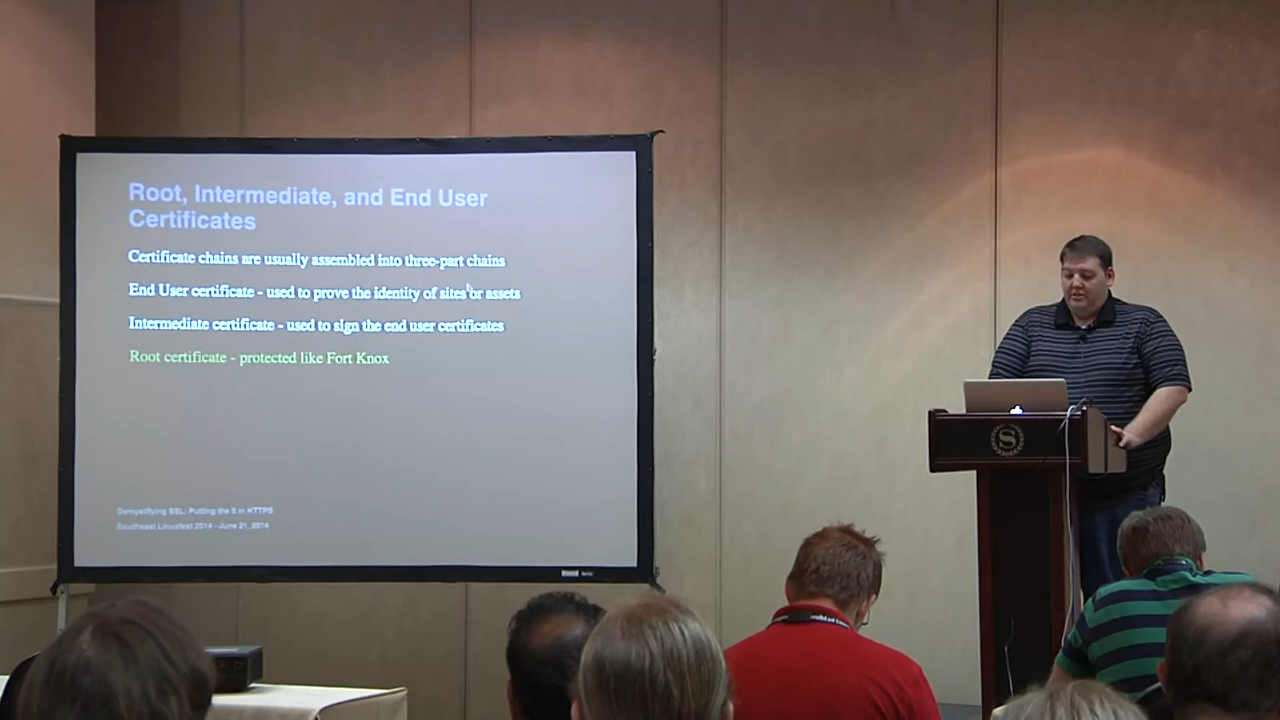 Root, Intermediate, and End User
Certificates
Certificate chains are usually assembled into three-part chains
End User certificate - used to prove the identity of sites or assets
Intermediate certificate - used to sign the end user certificates
Root certificate - protected like Fort Knox
Demystifying SSL: Putting the S in HTTPS
Southeast Linuxfest 2014 - June 21, 2014
S